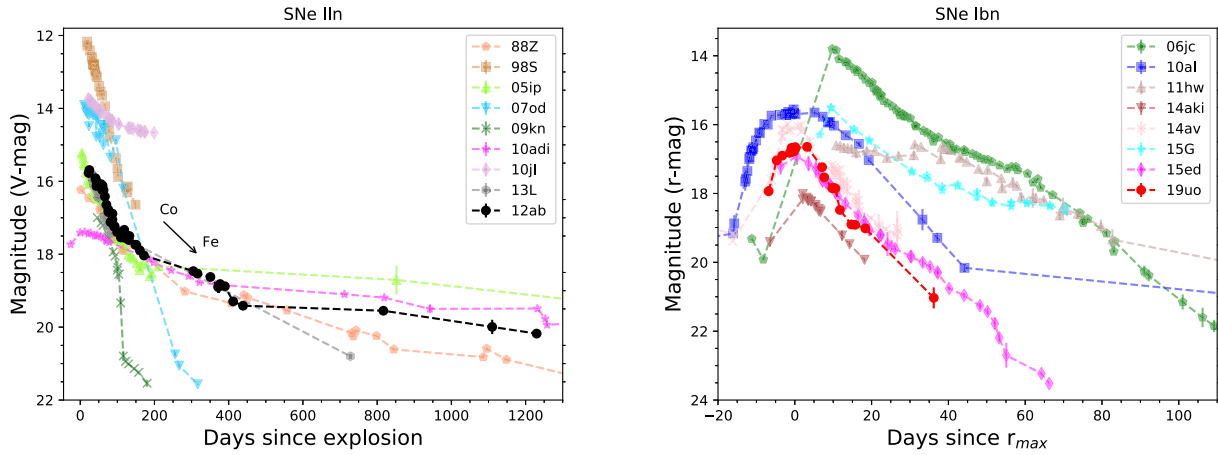 SNe IIn
12
14
16
18
20
22
Magnitude (V-mag)
88Z
98S
05ip
07od
09kn
10adi
10jl
13L
12ab
Co
Fe
0 200 400 600 800 1000 1200
Days since explosion
SNe Ibn
14
16
18
20
22
24
Magnitude (r-mag)
06jc
10al
11hw
14aki
14av
15G
15ed
19uo
−20 0 20 40 60 80 100
Days since rmax